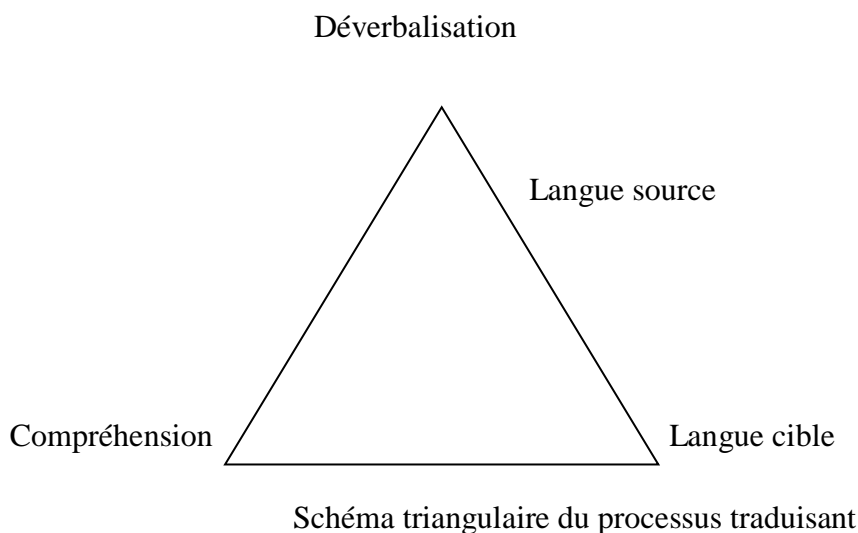 Déverbalisation
Langue source
Compréhension
Langue cible
Schéma triangulaire du processus traduisant